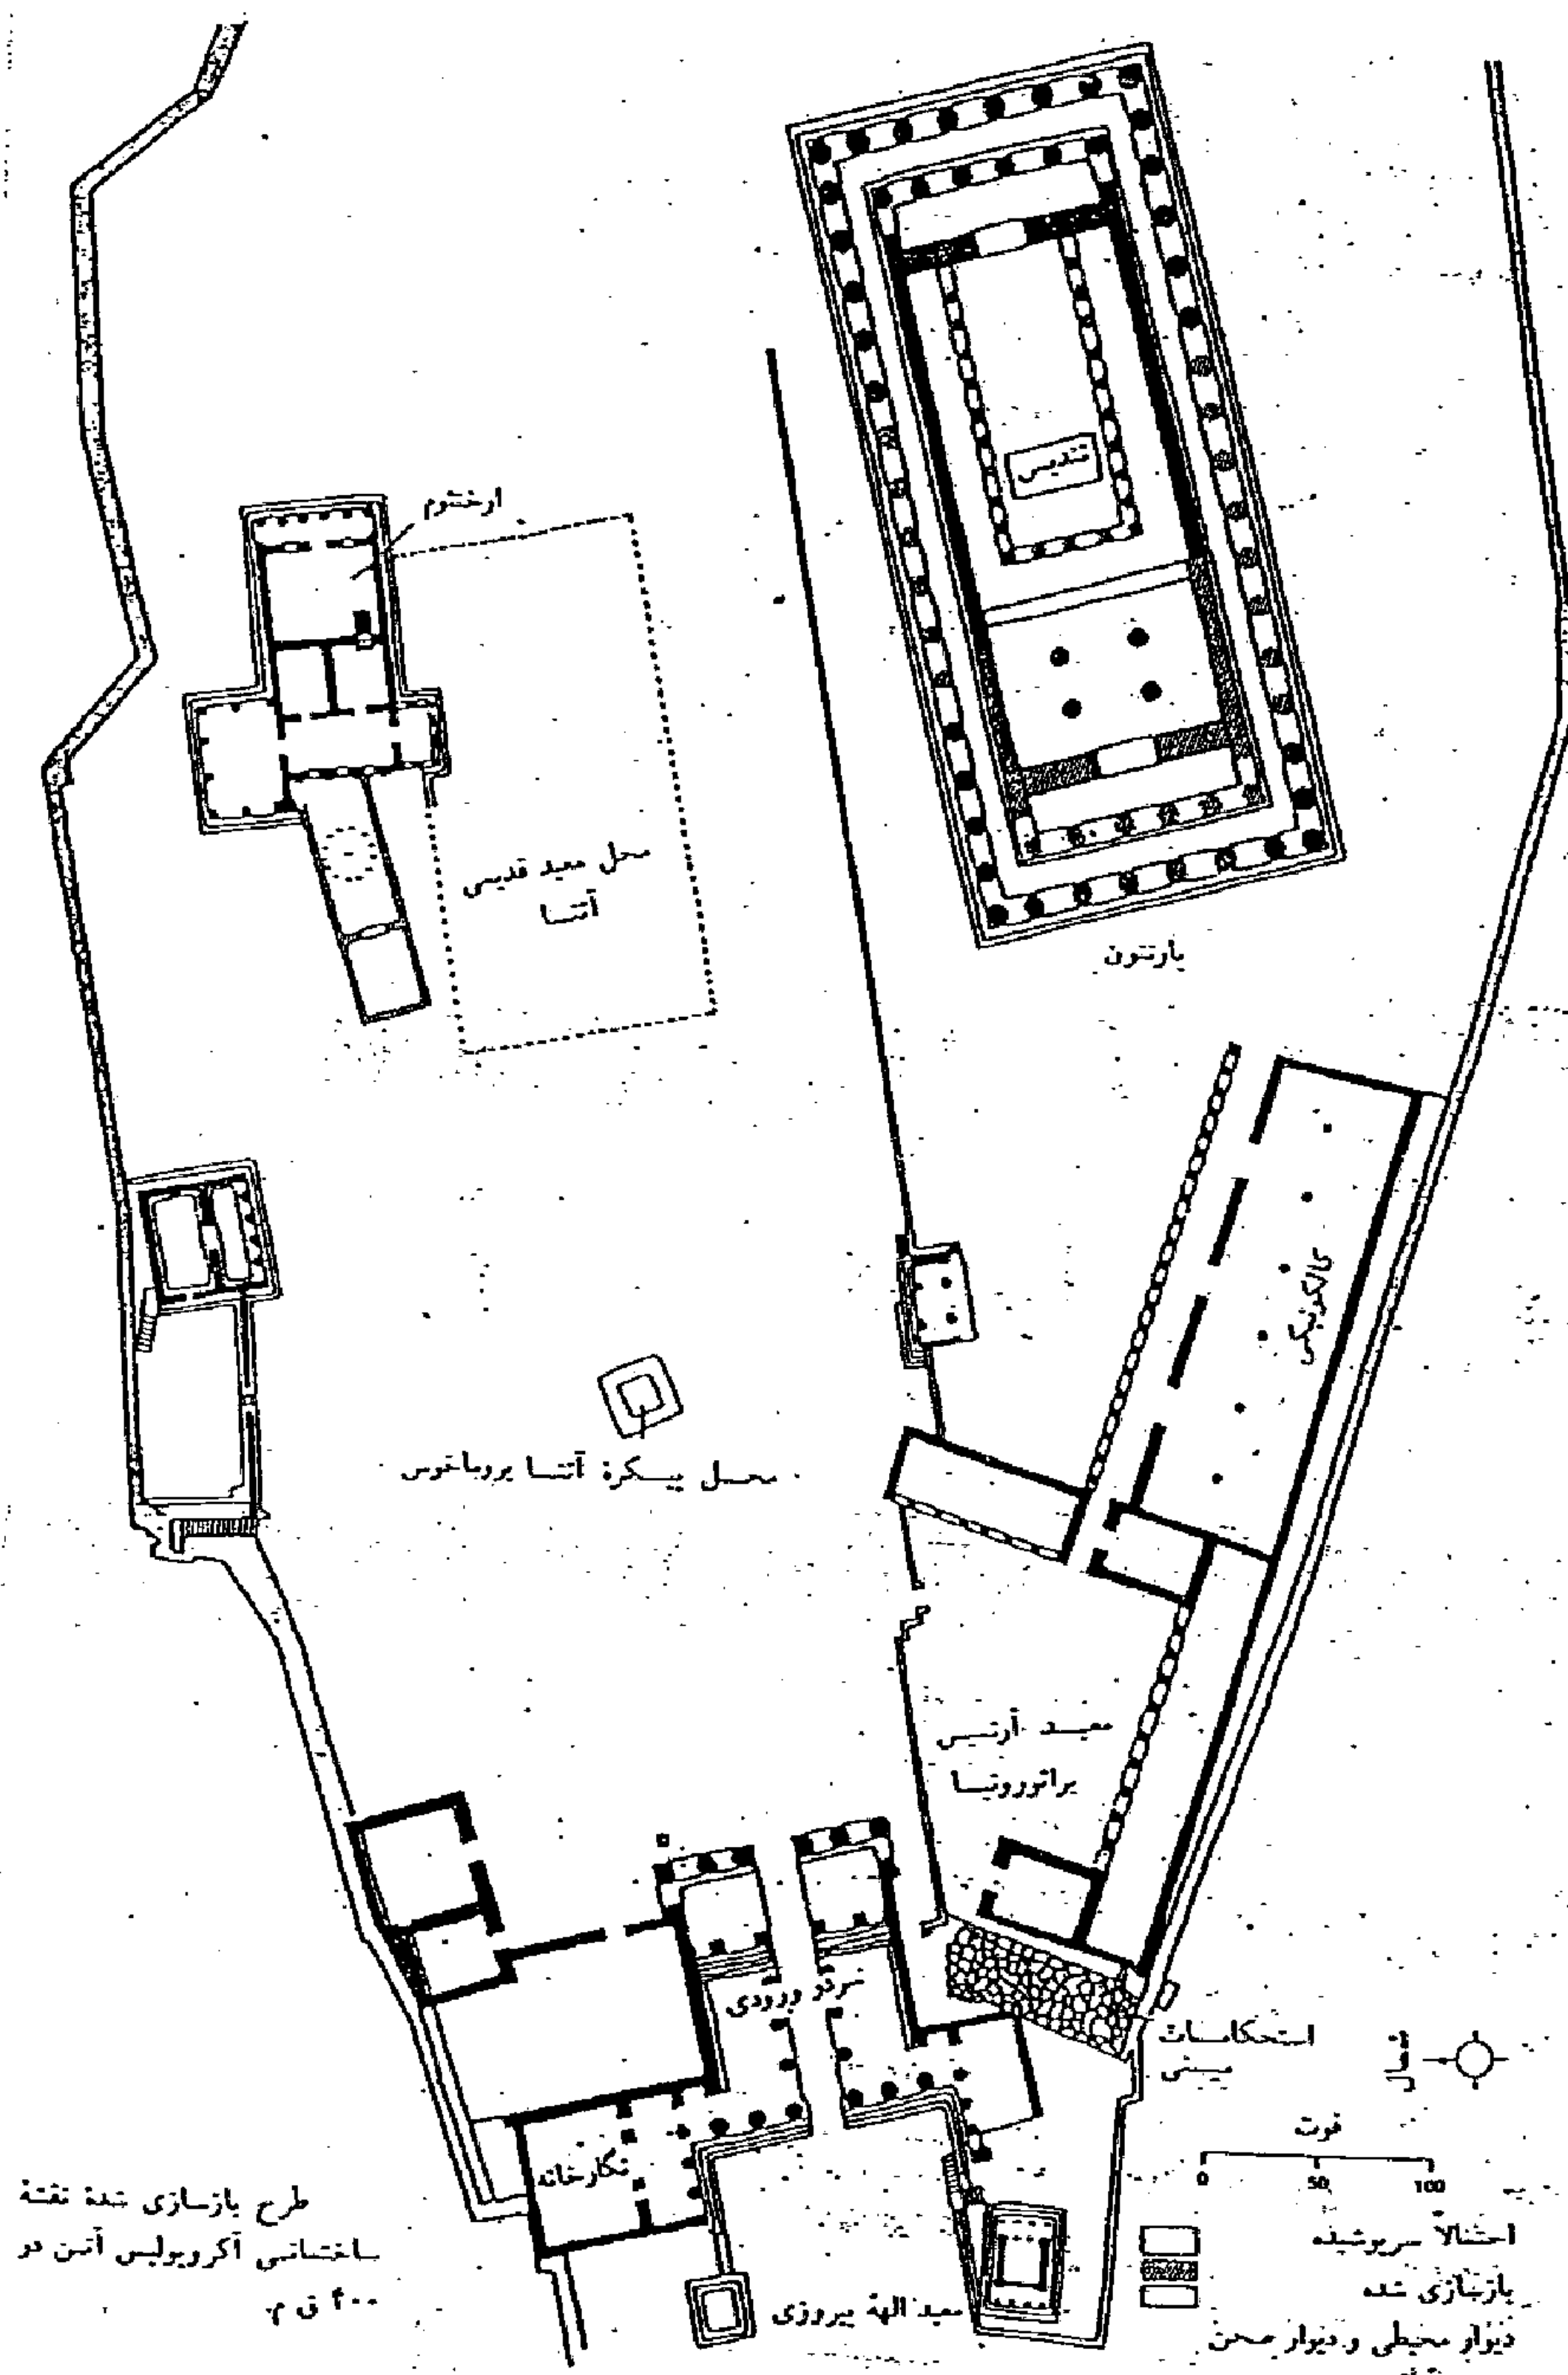 ارختئوم
تندیس
محل معبد قدیمی
آتنا
پارتنون
کالکوتیکی
محل پیکرهٔ آتنا پروماخوس
معبد آرتمیس
براورونیا
سردر ورودی
استحکامات
میسنی
شمال
فوت
0 50 100
نگارخانه
طرح بازسازی شدهٔ نقشهٔ
ساختمانی آکروپولیس آتن در
۴۰۰ ق م.
معبد الههٔ پیروزی
احتمالاً سرپوشیده
بازسازی شده
دیوار محیطی و دیوار صحن